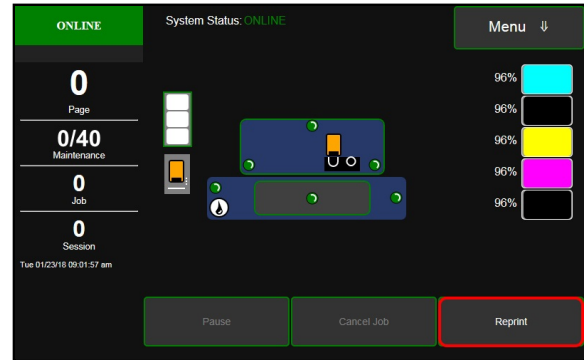 ONLINE
System Status: ONLINE
Menu ⇓
0
Page
0/40
Maintenance
0
Job
0
Session
Tue 01/23/18 09:01:57 am
96%
96%
96%
96%
96%
Pause
Cancel Job
Reprint